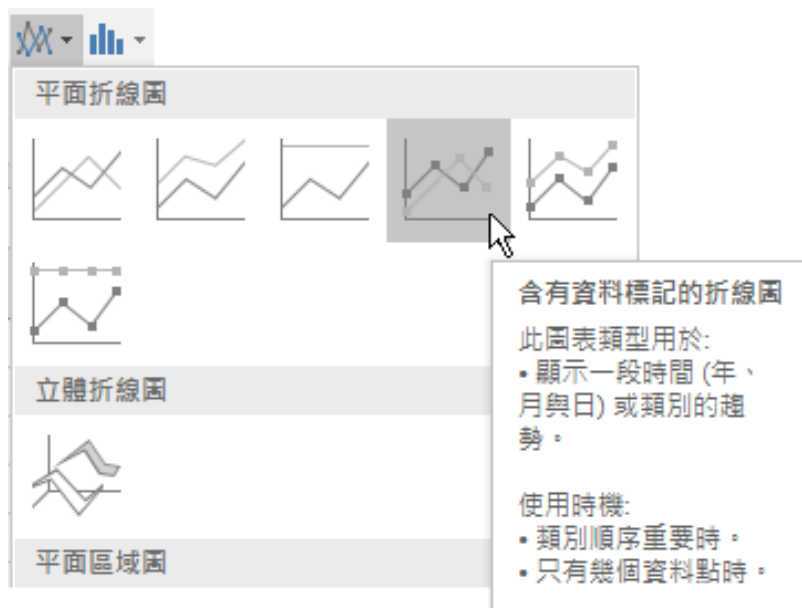 平面折線圖
含有資料標記的折線圖
此圖表類型用於:
• 顯示一段時間 (年、
月與日) 或類別的趨
勢。
立體折線圖
使用時機:
• 類別順序重要時。
• 只有幾個資料點時。
平面區域圖